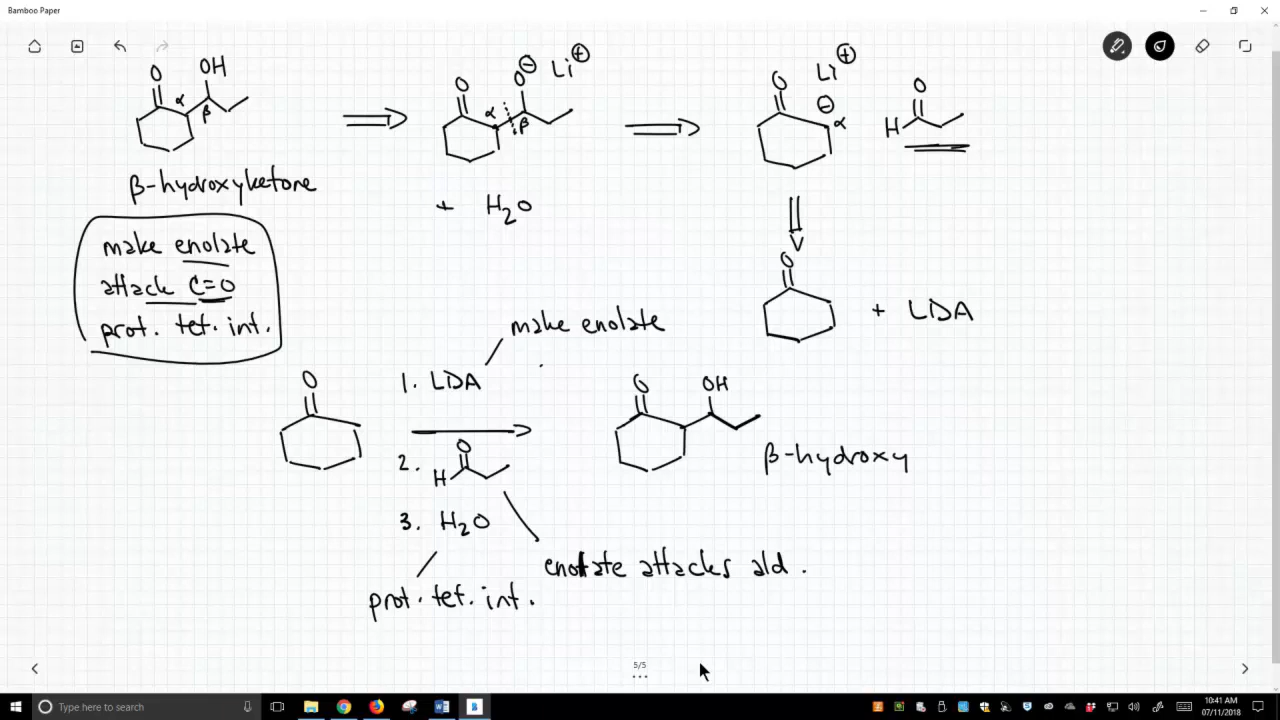 Bamboo Paper
O OH α β
O O⊖ Li⊕ α β
O Li⊕ ⊖ α
O H
β-hydroxyketone
+ H₂O
make enolate
attack C=O
prot. tet. int.
O
+ LDA
make enolate
O
1. LDA
2. H O
3. H₂O
O OH
β-hydroxy
enolate attacks ald.
prot. tet. int.
5/5
Type here to search
10:41 AM
07/11/2018